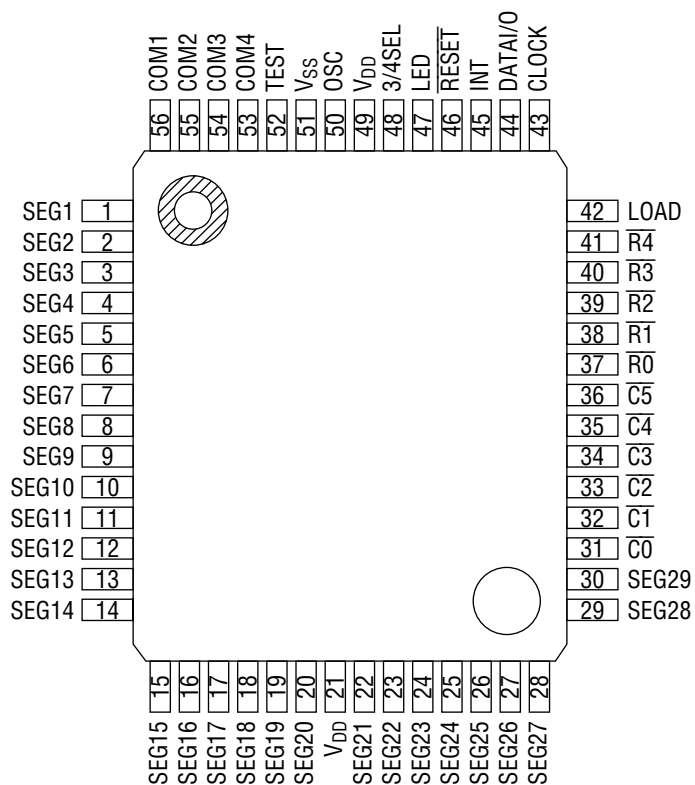 COM1
COM2
COM3
COM4
TEST
VSS
OSC
VDD
3/4SEL
LED
RESET
INT
DATAI/O
CLOCK
56
55
54
53
52
51
50
49
48
47
46
45
44
43
SEG1 1
SEG2 2
SEG3 3
SEG4 4
SEG5 5
SEG6 6
SEG7 7
SEG8 8
SEG9 9
SEG10 10
SEG11 11
SEG12 12
SEG13 13
SEG14 14
42 LOAD
41 R4
40 R3
39 R2
38 R1
37 R0
36 C5
35 C4
34 C3
33 C2
32 C1
31 C0
30 SEG29
29 SEG28
15
16
17
18
19
20
21
22
23
24
25
26
27
28
SEG15
SEG16
SEG17
SEG18
SEG19
SEG20
VDD
SEG21
SEG22
SEG23
SEG24
SEG25
SEG26
SEG27